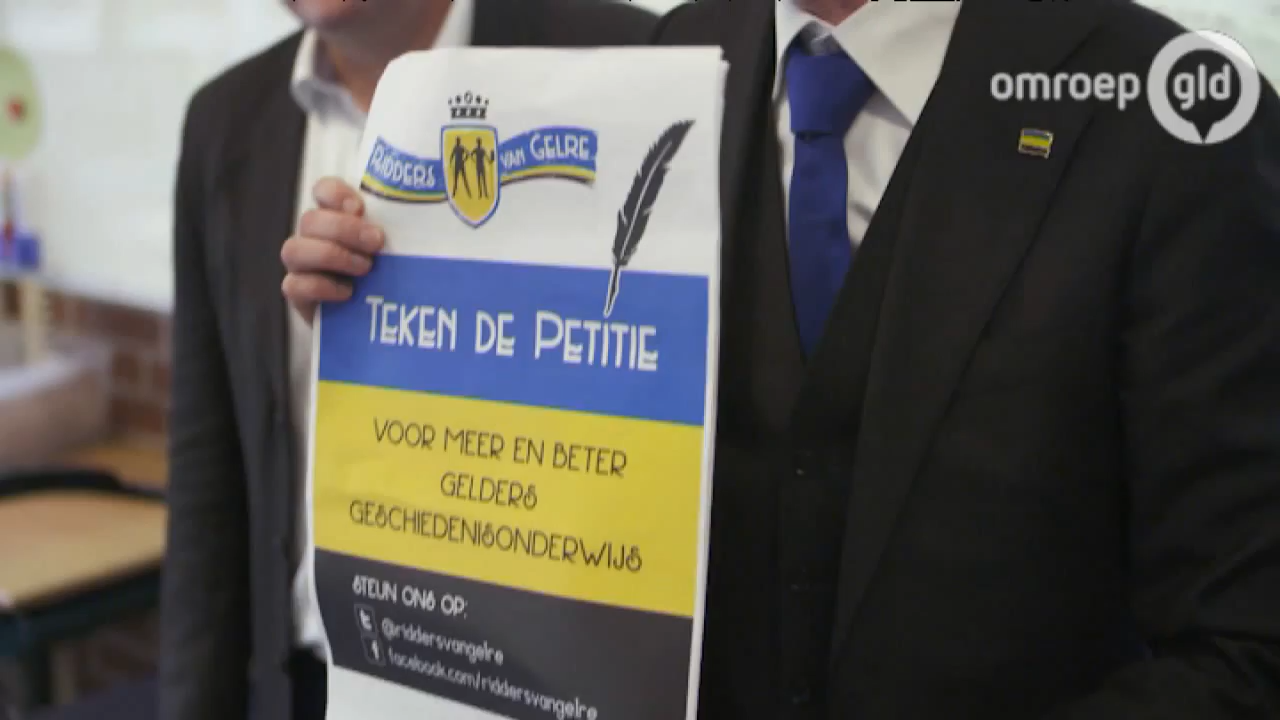 omroep gld
RIDDERS VAN GELRE
TEKEN DE PETITIE
VOOR MEER EN BETER
GELDERS
GESCHIEDENISONDERWIJS
STEUN ONS OP:
@riddersvangelre
facebook.com/riddersvangelre